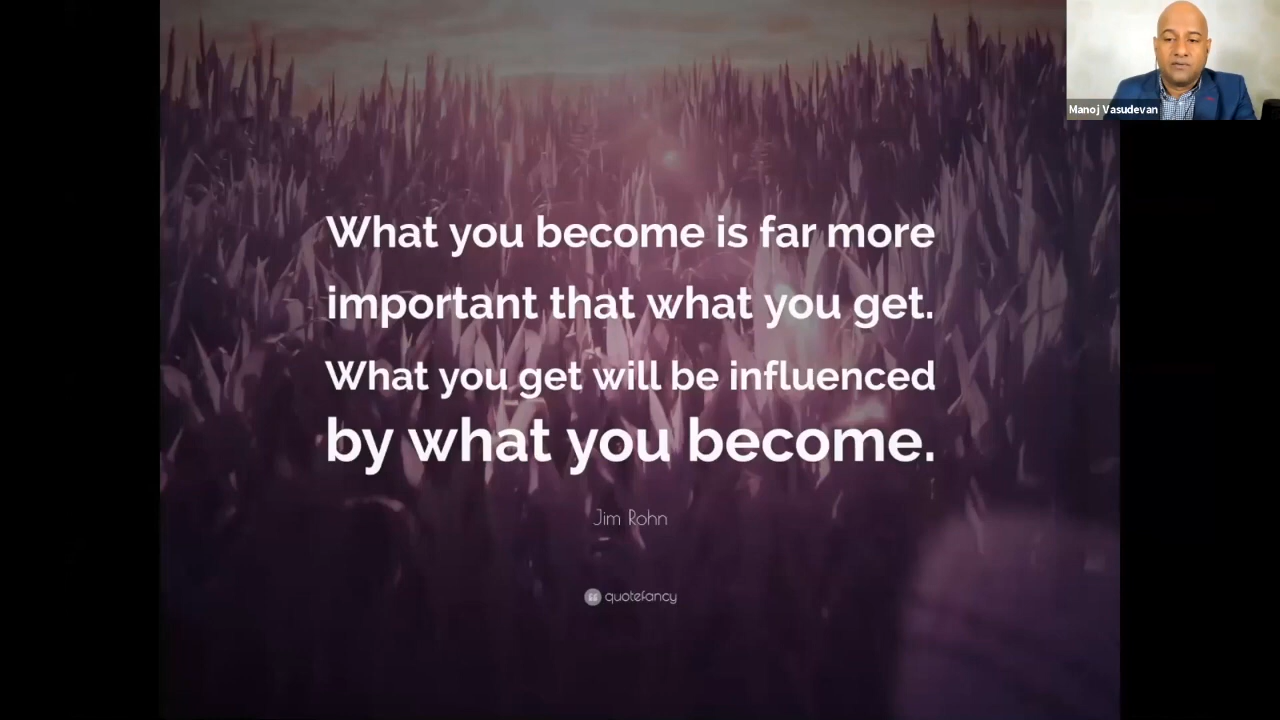 Manoj Vasudevan
What you become is far more
important that what you get.
What you get will be influenced
by what you become.
Jim Rohn
quotefancy